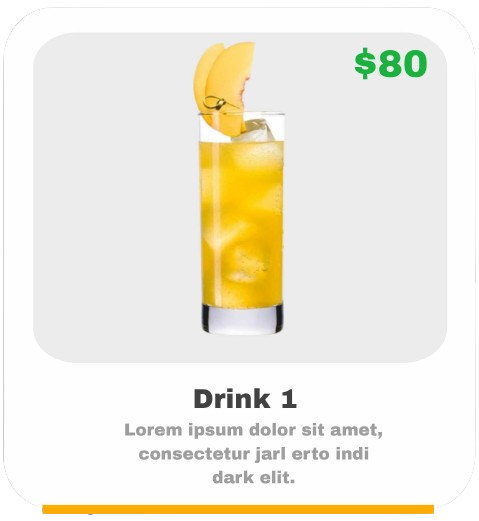 $80
Drink 1
Lorem ipsum dolor sit amet,
consectetur jarl erto indi
dark elit.